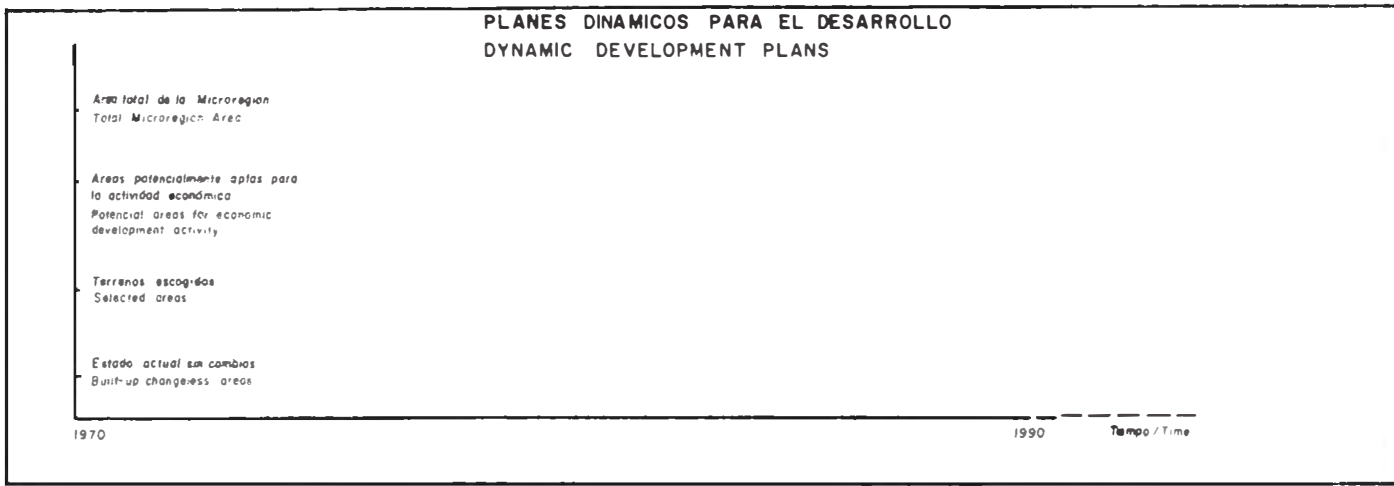 PLANES DINAMICOS PARA EL DESARROLLO
DYNAMIC DEVELOPMENT PLANS
Area total de la Microregion
Total Microregion Area
Areas potencialmente aptas para
la actividad económica
Potencial areas for economic
development activity
Terrenos escogidos
Selected areas
Estado actual sin cambios
Built-up changeless areas
1970
1990
Tiempo / Time